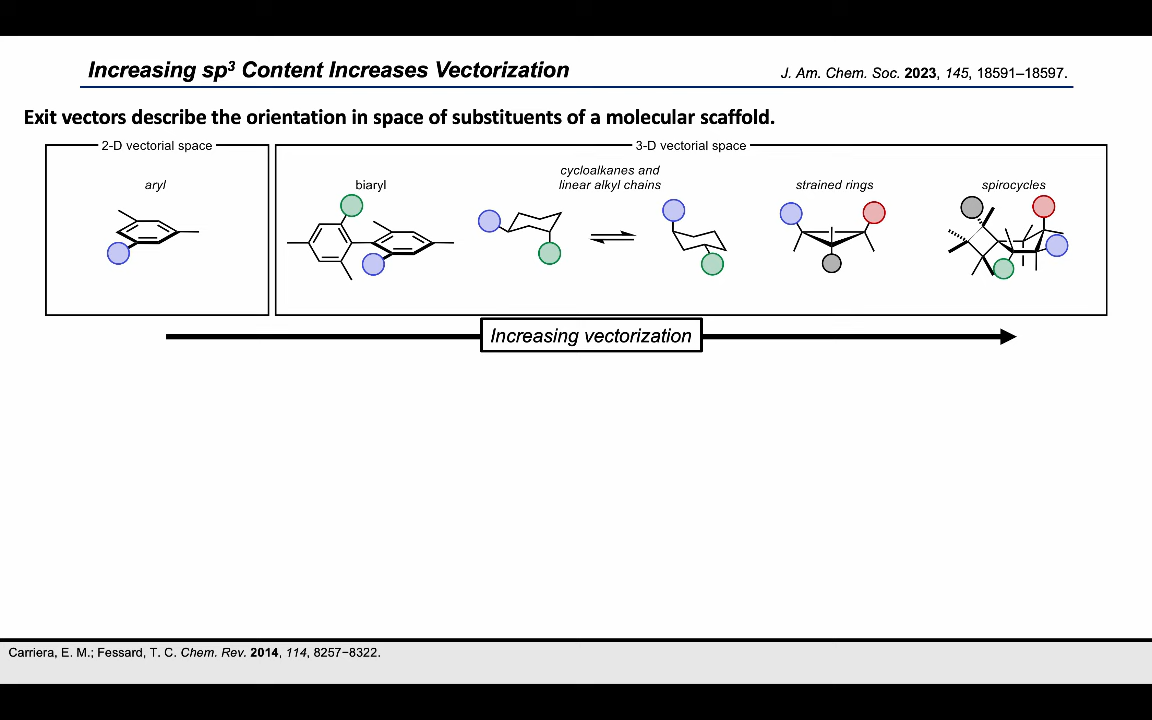 Increasing sp³ Content Increases Vectorization
J. Am. Chem. Soc. 2023, 145, 18591–18597.
Exit vectors describe the orientation in space of substituents of a molecular scaffold.
2-D vectorial space
3-D vectorial space
aryl
biaryl
cycloalkanes and
linear alkyl chains
strained rings
spirocycles
Increasing vectorization
Carriera, E. M.; Fessard, T. C. Chem. Rev. 2014, 114, 8257−8322.